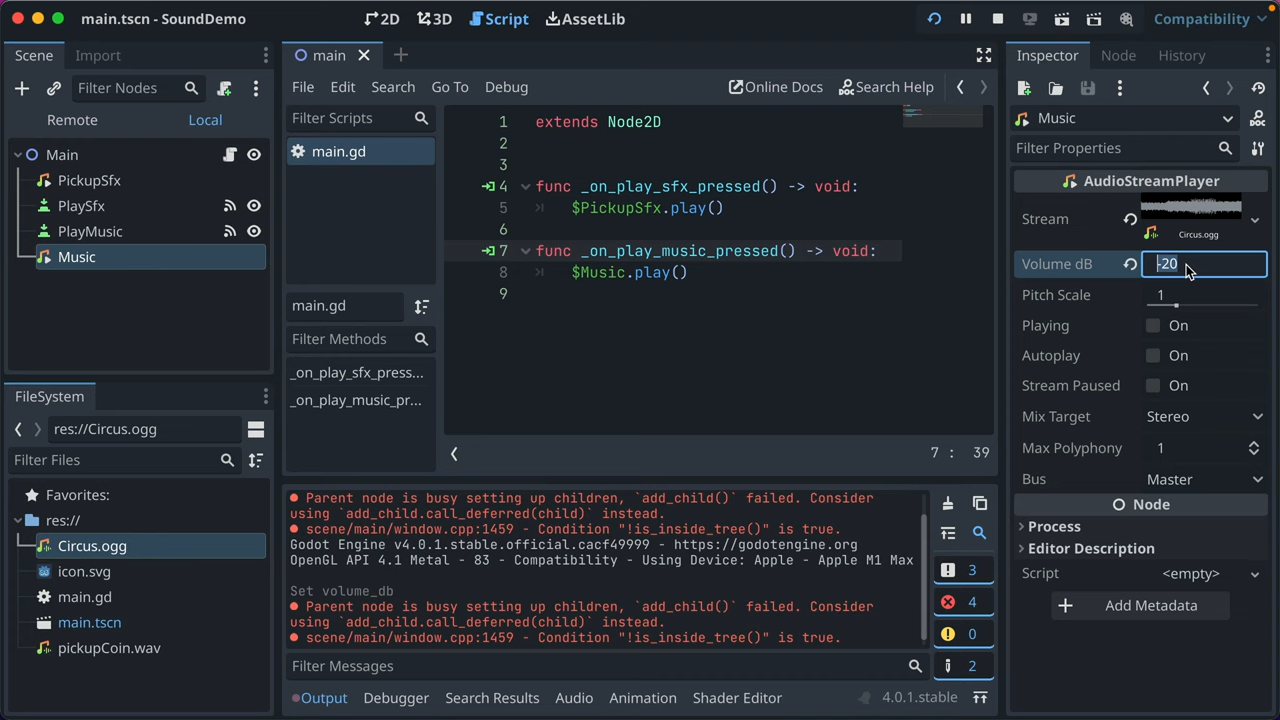 main.tscn - SoundDemo
2D
3D
Script
AssetLib
Compatibility
Scene
Import
Filter Nodes
Remote
Local
Main
PickupSfx
PlaySfx
PlayMusic
Music
FileSystem
res://Circus.ogg
Filter Files
Favorites:
res://
Circus.ogg
icon.svg
main.gd
main.tscn
pickupCoin.wav
main
File
Edit
Search
Go To
Debug
Online Docs
Search Help
Filter Scripts
main.gd
main.gd
Filter Methods
_on_play_sfx_press...
_on_play_music_pr...
1 extends Node2D
2
3
4 func _on_play_sfx_pressed() -> void:
5 $PickupSfx.play()
6
7 func _on_play_music_pressed() -> void:
8 $Music.play()
9
7 : 39
Parent node is busy setting up children, `add_child()` failed. Consider
using `add_child.call_deferred(child)` instead.
scene/main/window.cpp:1459 - Condition "!is_inside_tree()" is true.
Godot Engine v4.0.1.stable.official.cacf49999 - https://godotengine.org
OpenGL API 4.1 Metal - 83 - Compatibility - Using Device: Apple - Apple M1 Max
Set volume_db
Parent node is busy setting up children, `add_child()` failed. Consider
using `add_child.call_deferred(child)` instead.
scene/main/window.cpp:1459 - Condition "!is_inside_tree()" is true.
3
4
0
2
Filter Messages
Output
Debugger
Search Results
Audio
Animation
Shader Editor
4.0.1.stable
Inspector
Node
History
Music
Filter Properties
AudioStreamPlayer
Stream
Circus.ogg
Volume dB -20
Pitch Scale 1
Playing On
Autoplay On
Stream Paused On
Mix Target Stereo
Max Polyphony 1
Bus Master
Node
Process
Editor Description
Script <empty>
Add Metadata